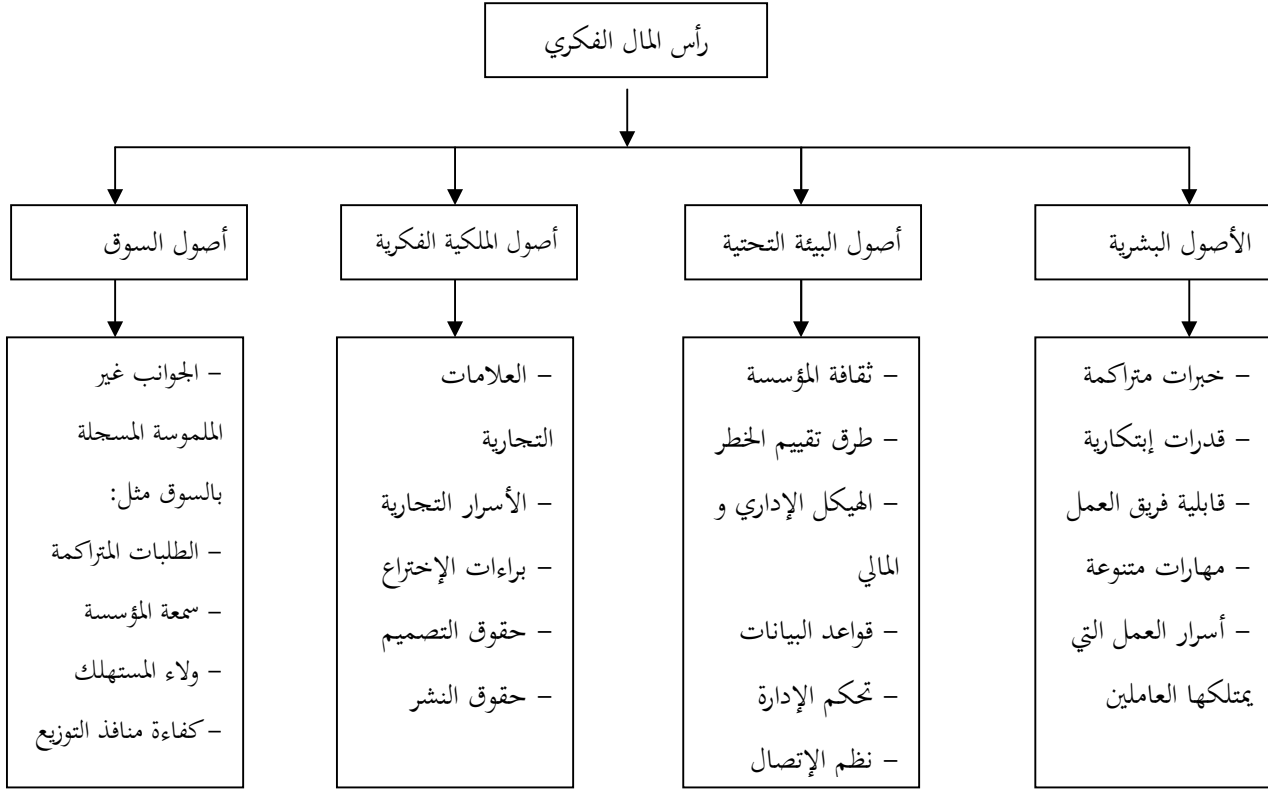 رأس المال الفكري
الأصول البشرية
أصول البيئة التحتية
أصول الملكية الفكرية
أصول السوق
– خبرات متراكمة
– قدرات إبتكارية
– قابلية فريق العمل
– مهارات متنوعة
– أسرار العمل التي
يمتلكها العاملين
– ثقافة المؤسسة
– طرق تقييم الخطر
– الهيكل الإداري و
المالي
– قواعد البيانات
– تحكم الإدارة
– نظم الإتصال
– العلامات
التجارية
– الأسرار التجارية
– براءات الإختراع
– حقوق التصميم
– حقوق النشر
– الجوانب غير
الملموسة المسجلة
بالسوق مثل:
– الطلبات المتراكمة
– سمعة المؤسسة
– ولاء المستهلك
– كفاءة منافذ التوزيع